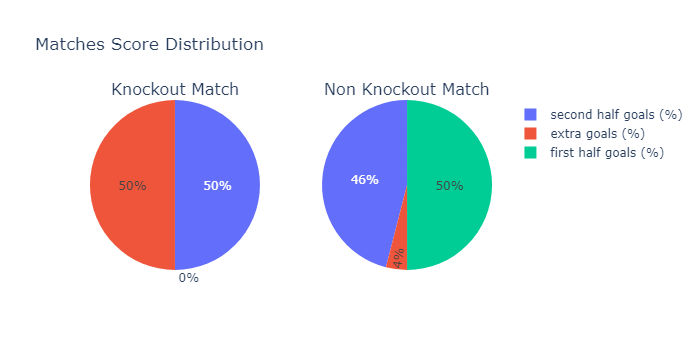 Matches Score Distribution
Knockout Match
Non Knockout Match
50%
50%
0%
46%
50%
4%
second half goals (%)
extra goals (%)
first half goals (%)